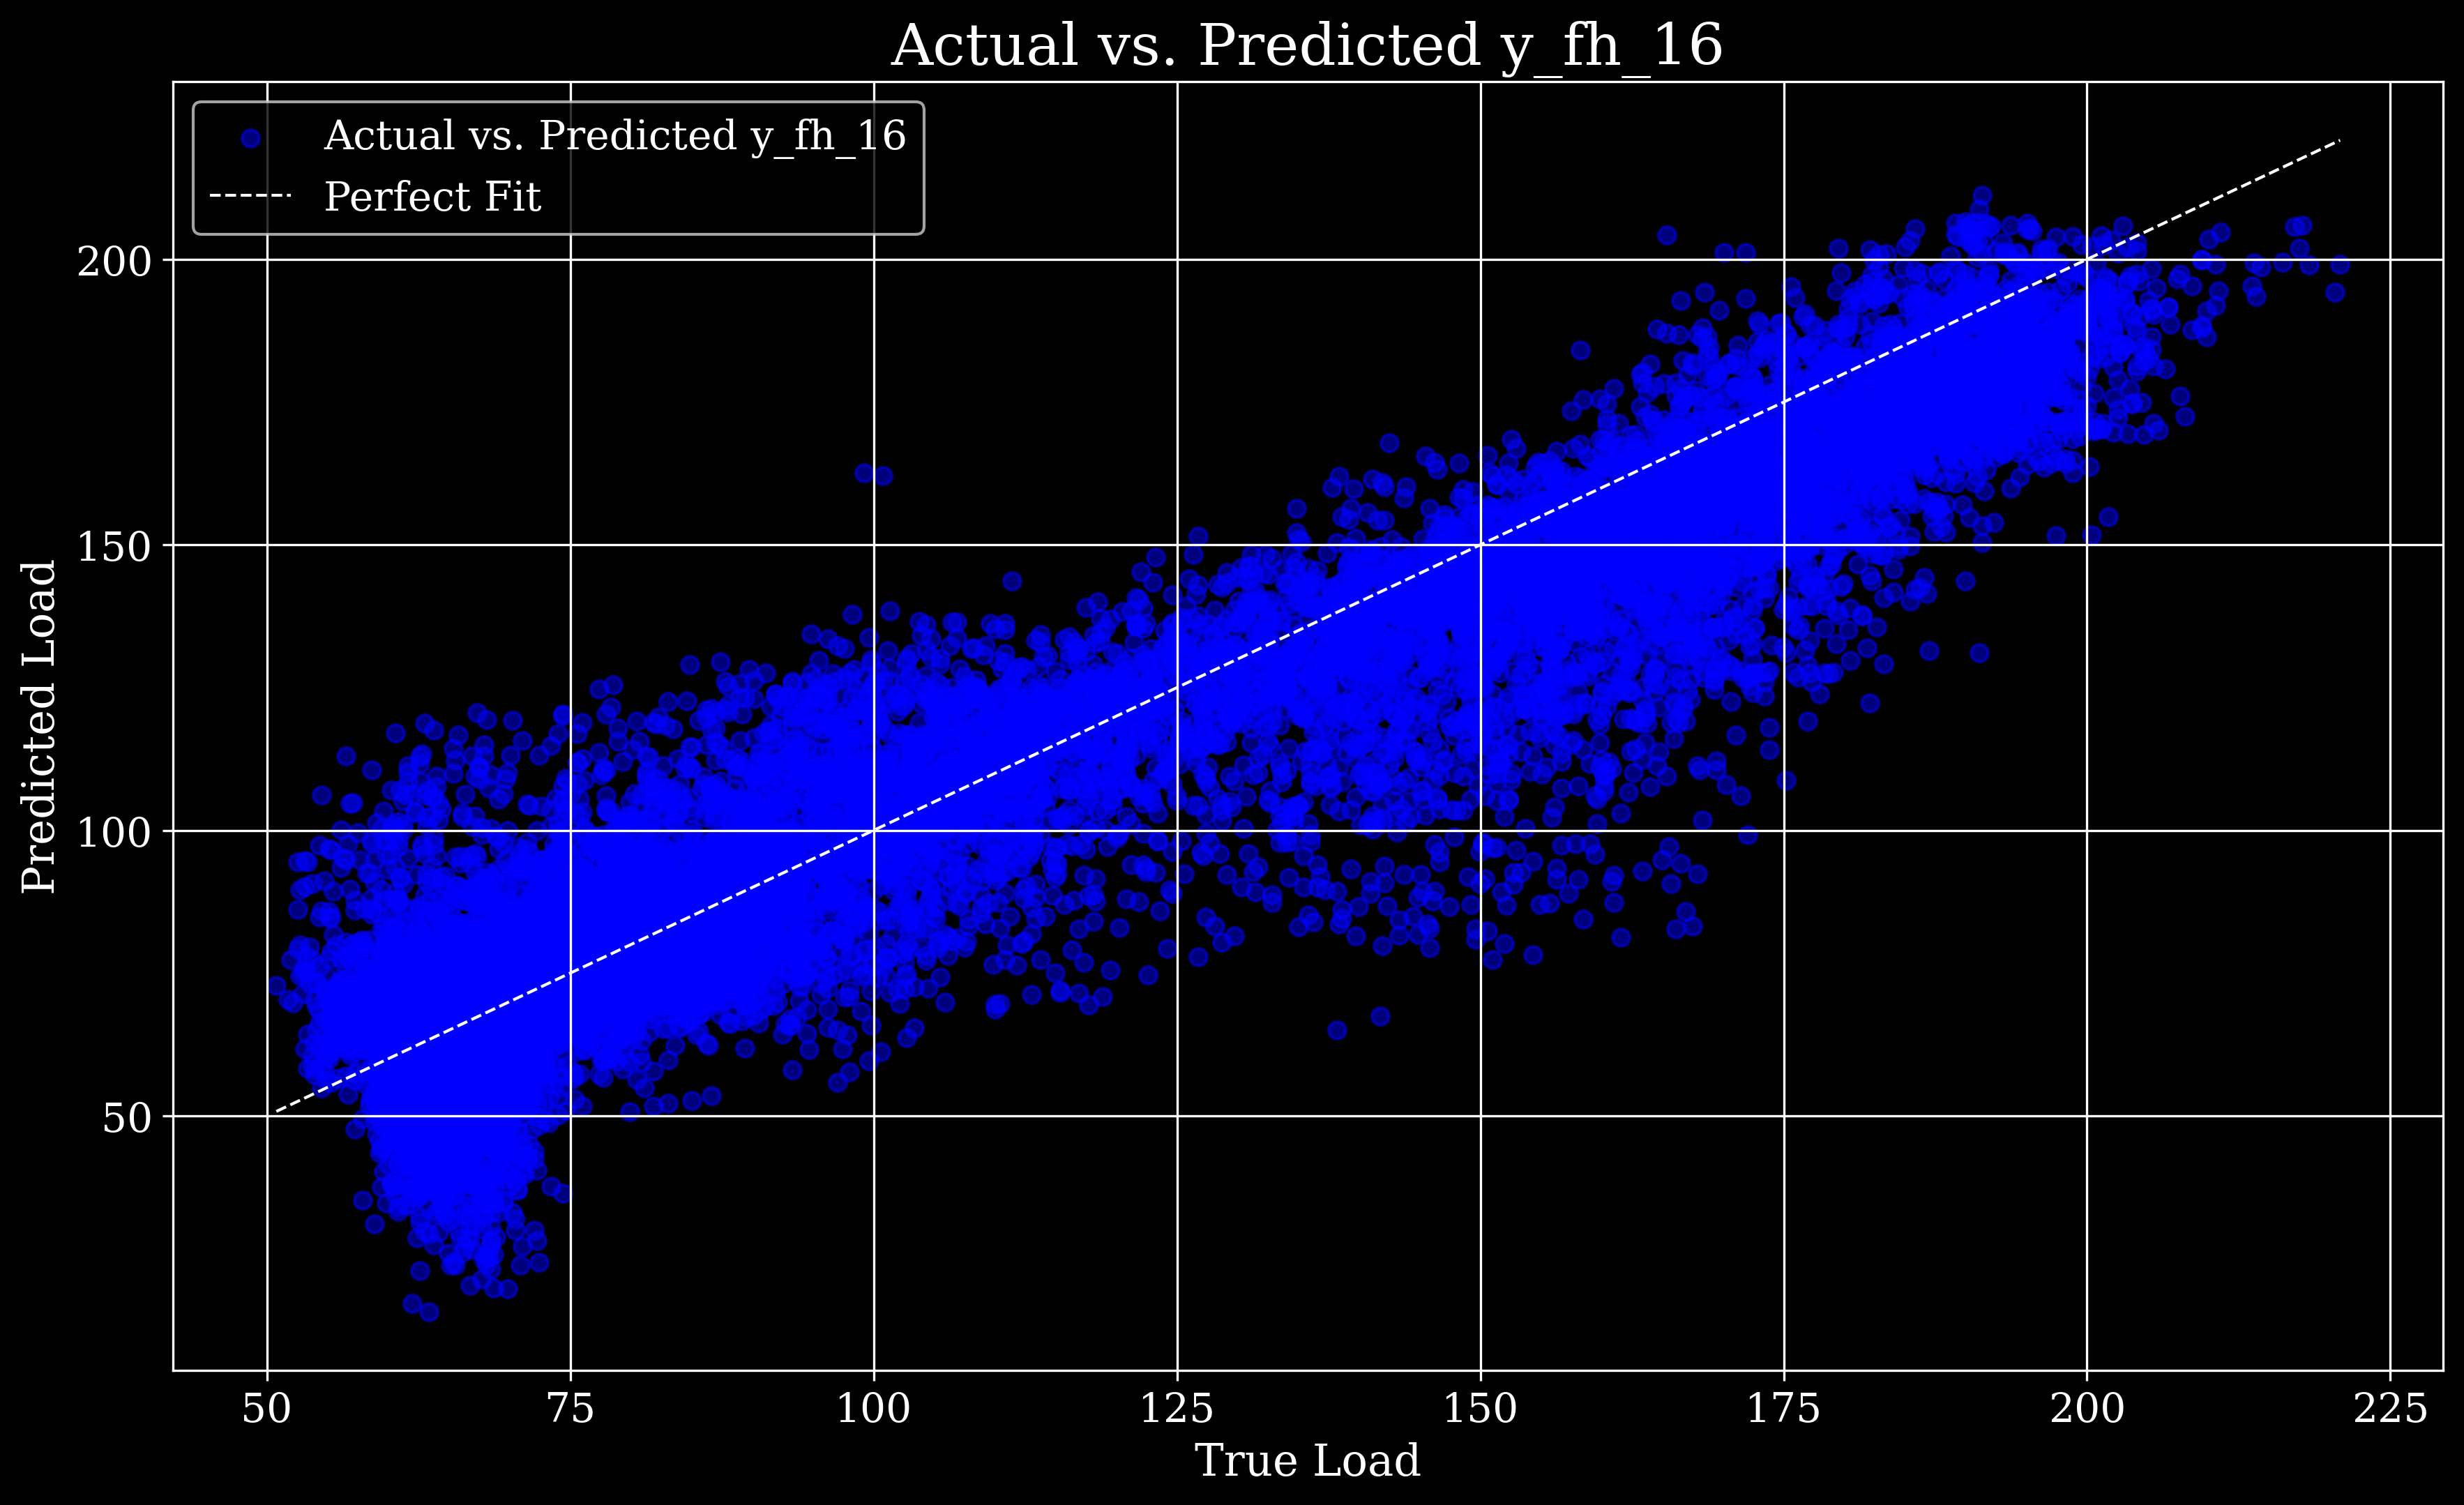 Actual vs. Predicted y_fh_16
Actual vs. Predicted y_fh_16
Perfect Fit
200
150
100
50
Predicted Load
50 75 100 125 150 175 200 225
True Load